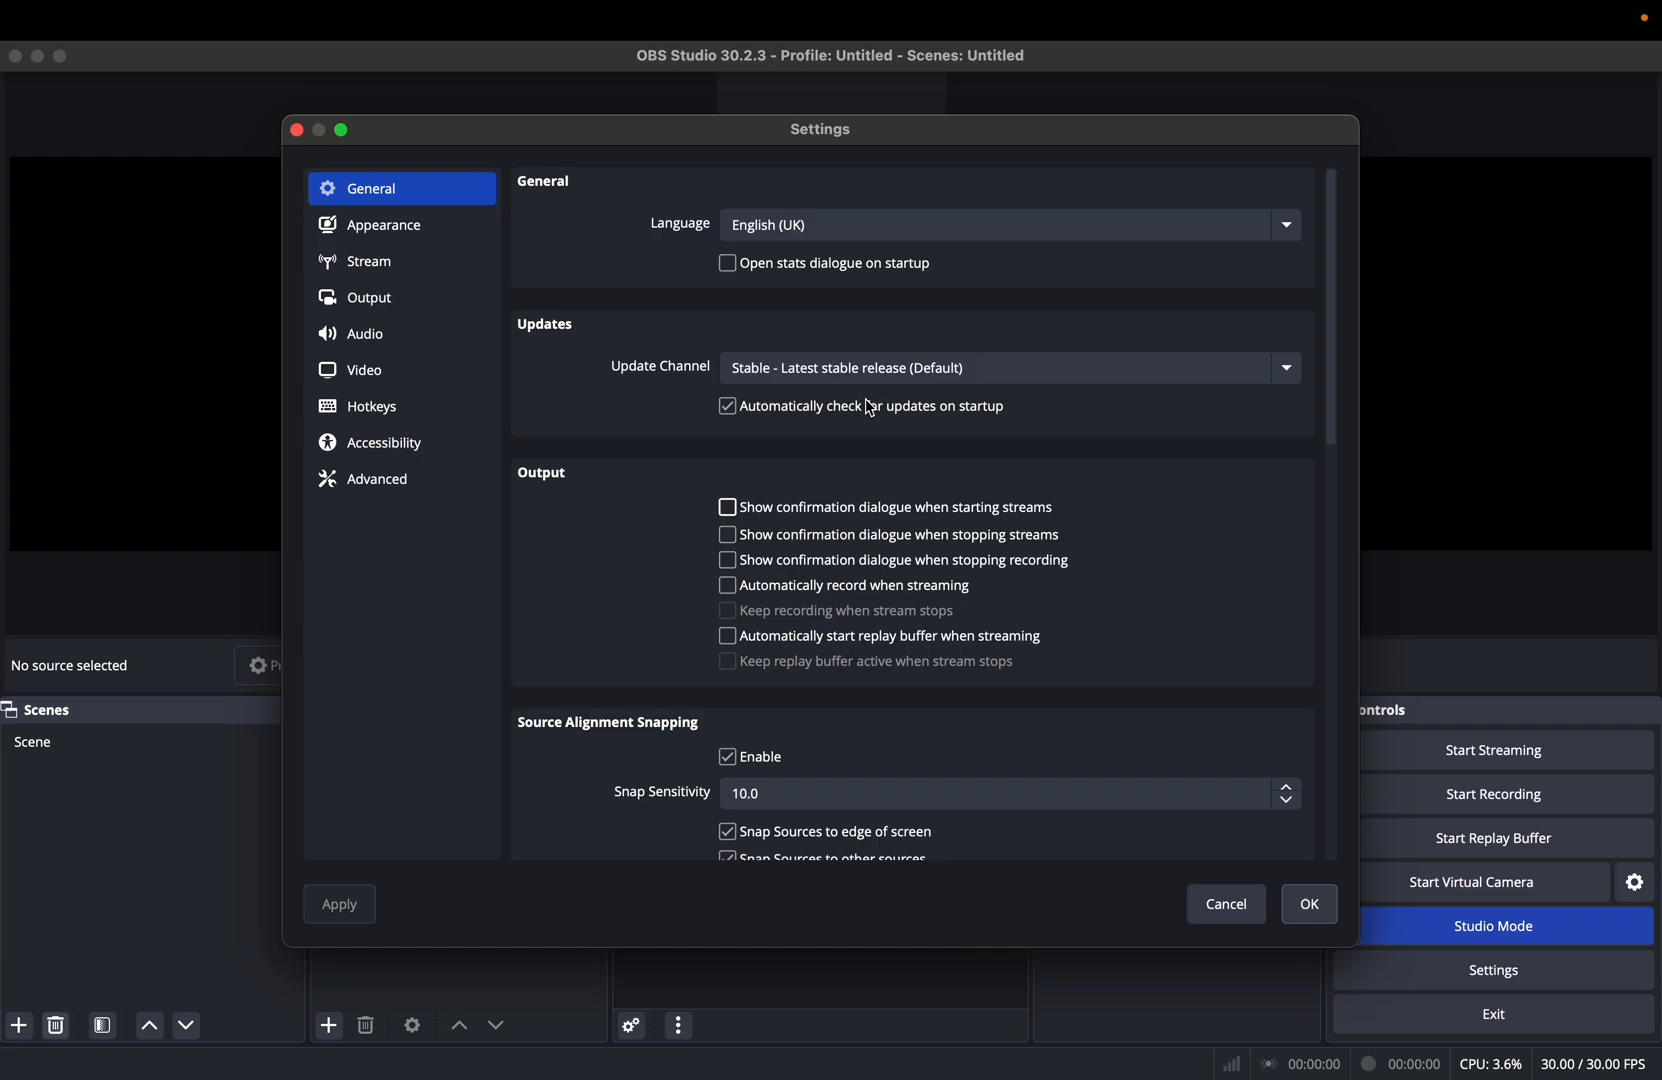 OBS Studio 30.2.3 - Profile: Untitled - Scenes: Untitled
Settings
General
Appearance
Stream
Output
Audio
Video
Hotkeys
Accessibility
Advanced
General
Language English (UK)
Open stats dialogue on startup
Updates
Update Channel Stable - Latest stable release (Default)
Automatically check updates on startup
Output
Show confirmation dialogue when starting streams
Show confirmation dialogue when stopping streams
Show confirmation dialogue when stopping recording
Automatically record when streaming
Keep recording when stream stops
Automatically start replay buffer when streaming
Keep replay buffer active when stream stops
Source Alignment Snapping
Enable
Snap Sensitivity 10.0
Snap Sources to edge of screen
Snap Sources to other sources
Apply
Cancel
OK
No source selected
Scenes
Scene
ontrols
Start Streaming
Start Recording
Start Replay Buffer
Start Virtual Camera
Studio Mode
Settings
Exit
00:00:00 00:00:00 CPU: 3.6% 30.00 / 30.00 FPS